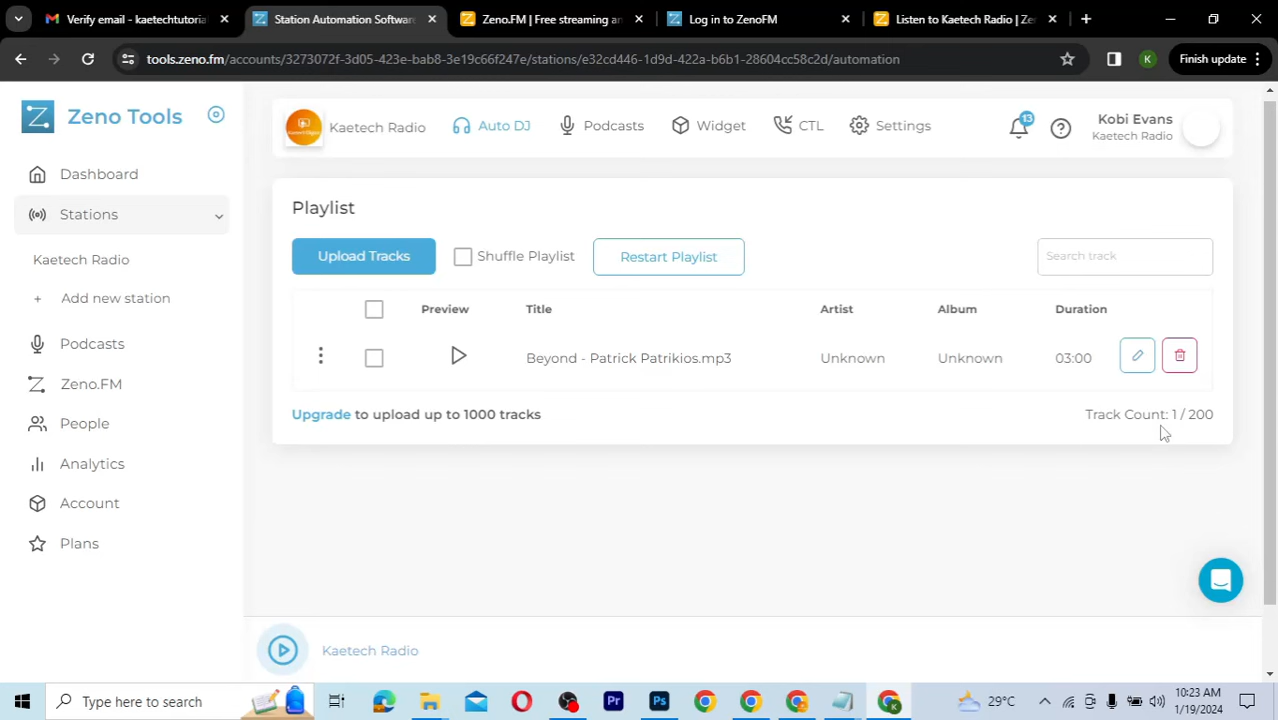 Verify email - kaetechtutoria
Station Automation Software
Zeno.FM | Free streaming an
Log in to ZenoFM
Listen to Kaetech Radio | Ze
tools.zeno.fm/accounts/3273072f-3d05-423e-bab8-3e19c66f247e/stations/e32cd446-1d9d-422a-b6b1-28604cc58c2d/automation
K
Finish update
Zeno Tools
Kaetech Radio
Auto DJ
Podcasts
Widget
CTL
Settings
13
Kobi Evans
Kaetech Radio
Dashboard
Stations
Kaetech Radio
+ Add new station
Podcasts
Zeno.FM
People
Analytics
Account
Plans
Playlist
Upload Tracks
Shuffle Playlist
Restart Playlist
Search track
Preview Title Artist Album Duration
Beyond - Patrick Patrikios.mp3 Unknown Unknown 03:00
Upgrade to upload up to 1000 tracks
Track Count: 1 / 200
Kaetech Radio
Type here to search
Pr
Ps
29°C
10:23 AM
1/19/2024